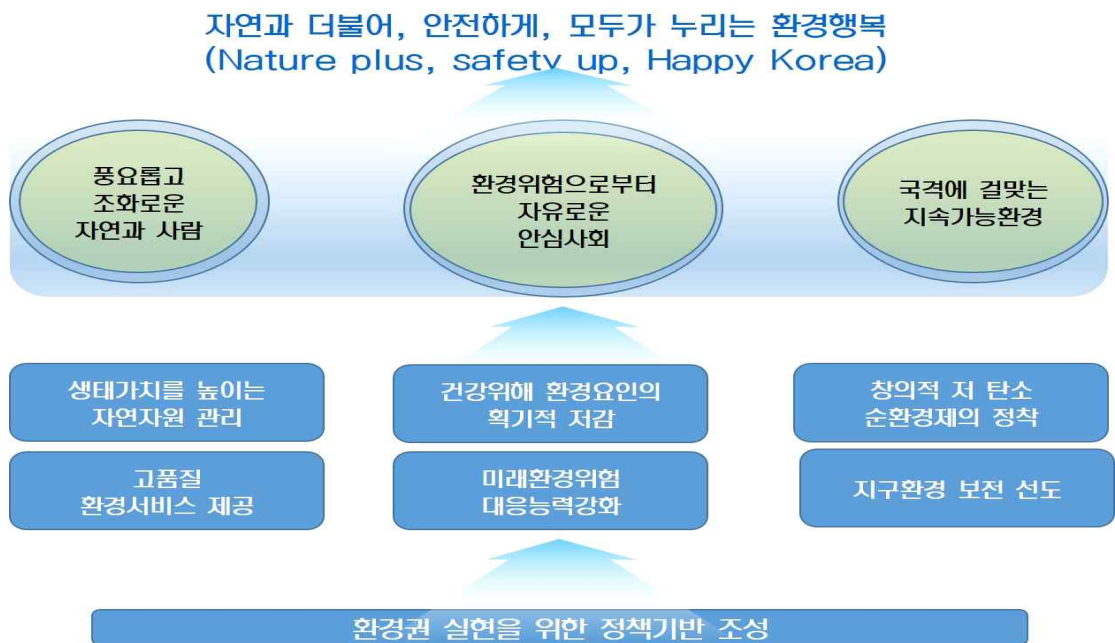 자연과 더불어, 안전하게, 모두가 누리는 환경행복
(Nature plus, safety up, Happy Korea)
풍요롭고
조화로운
자연과 사람
환경위험으로부터
자유로운
안심사회
국격에 걸맞는
지속가능환경
생태가치를 높이는
자연자원 관리
건강위해 환경요인의
획기적 저감
창의적 저 탄소
순환경제의 정착
고품질
환경서비스 제공
미래환경위험
대응능력강화
지구환경 보전 선도
환경권 실현을 위한 정책기반 조성